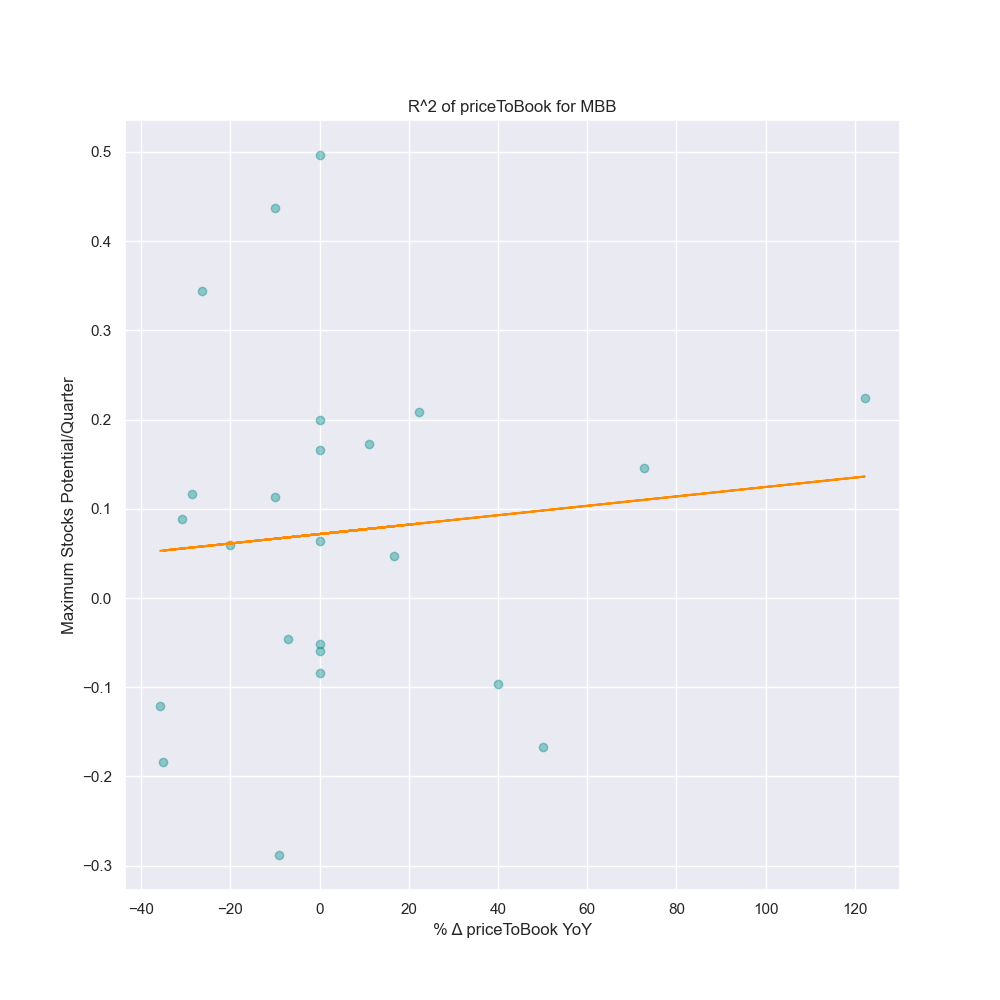 R^2 of priceToBook for MBB
0.5
0.4
0.3
0.2
0.1
0.0
−0.1
−0.2
−0.3
Maximum Stocks Potential/Quarter
−40 −20 0 20 40 60 80 100 120
% Δ priceToBook YoY